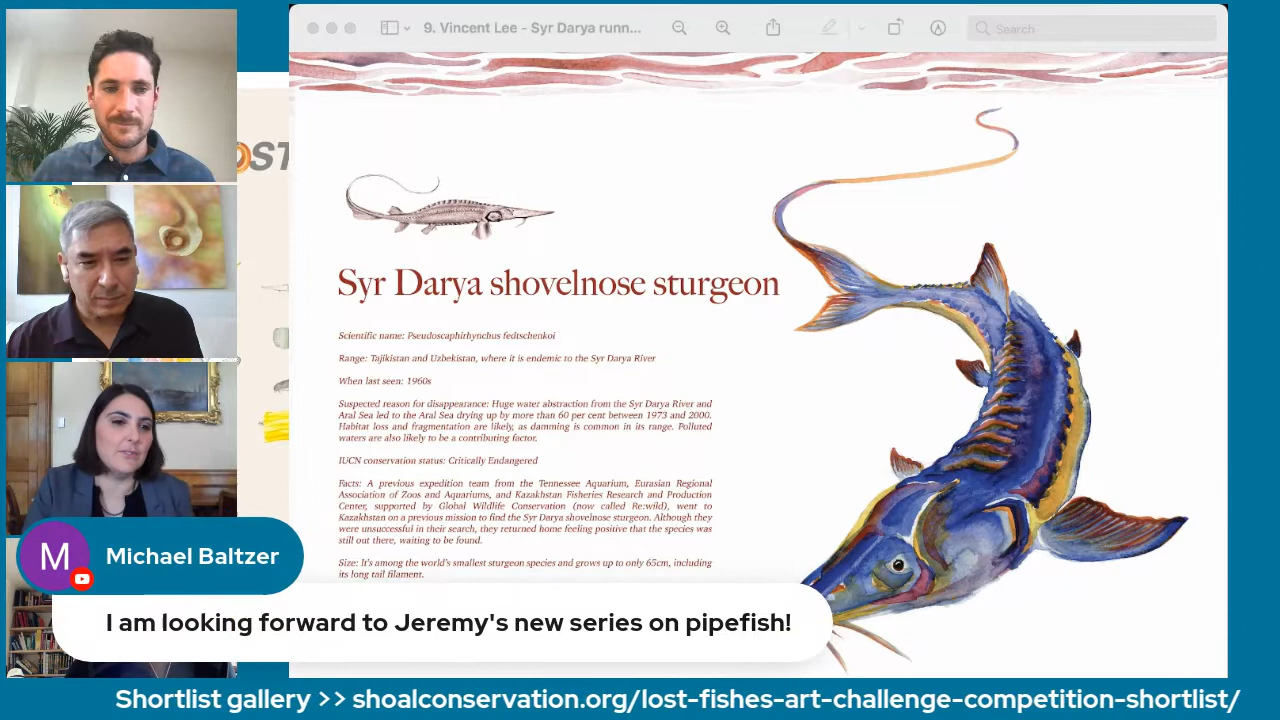 9. Vincent Lee - Syr Darya runn...
Search
OST
Syr Darya shovelnose sturgeon
Scientific name: Pseudoscaphirhynchus fedtschenkoi
Range: Tajikistan and Uzbekistan, where it is endemic to the Syr Darya River
When last seen: 1960s
Suspected reason for disappearance: Huge water abstraction from the Syr Darya River and
Aral Sea led to the Aral Sea drying up by more than 60 per cent between 1973 and 2000.
Habitat loss and fragmentation are likely, as damming is common in its range. Polluted
waters are also likely to be a contributing factor.
IUCN conservation status: Critically Endangered
Facts: A previous expedition team from the Tennessee Aquarium, Eurasian Regional
Association of Zoos and Aquariums, and Kazakhstan Fisheries Research and Production
Center, supported by Global Wildlife Conservation (now called Re:wild), went to
Kazakhstan on a previous mission to find the Syr Darya shovelnose sturgeon. Although they
were unsuccessful in their search, they returned home feeling positive that the species was
still out there, waiting to be found.
Size: It's among the world's smallest sturgeon species and grows up to only 65cm, including
its long tail filament.
M
Michael Baltzer
I am looking forward to Jeremy's new series on pipefish!
Shortlist gallery >> shoalconservation.org/lost-fishes-art-challenge-competition-shortlist/